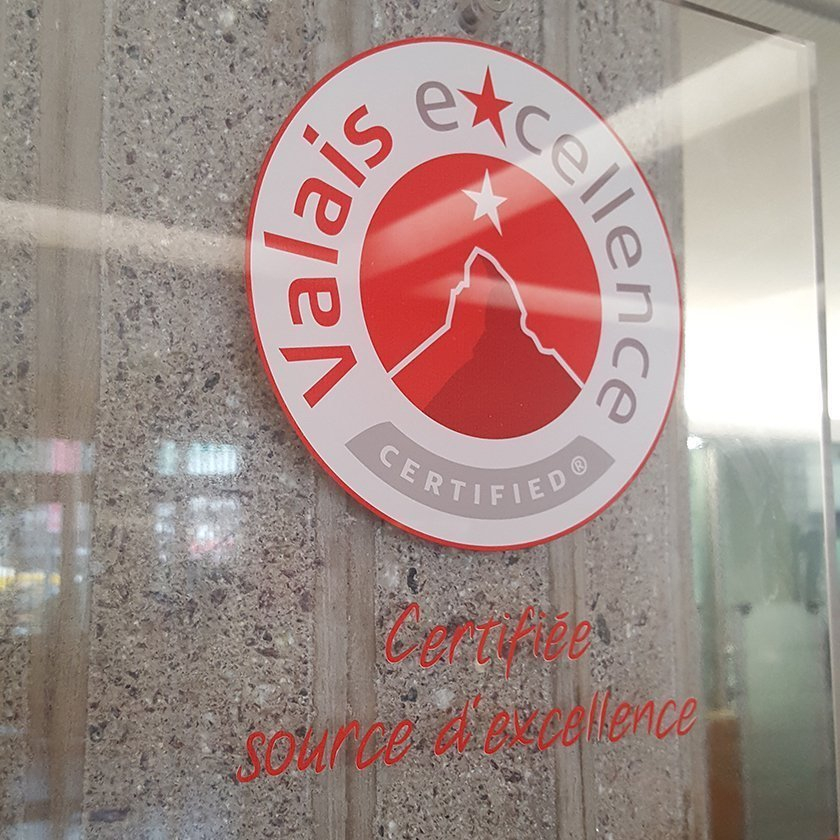 Valais excellence
CERTIFIED®
Certifiée
source d'excellence